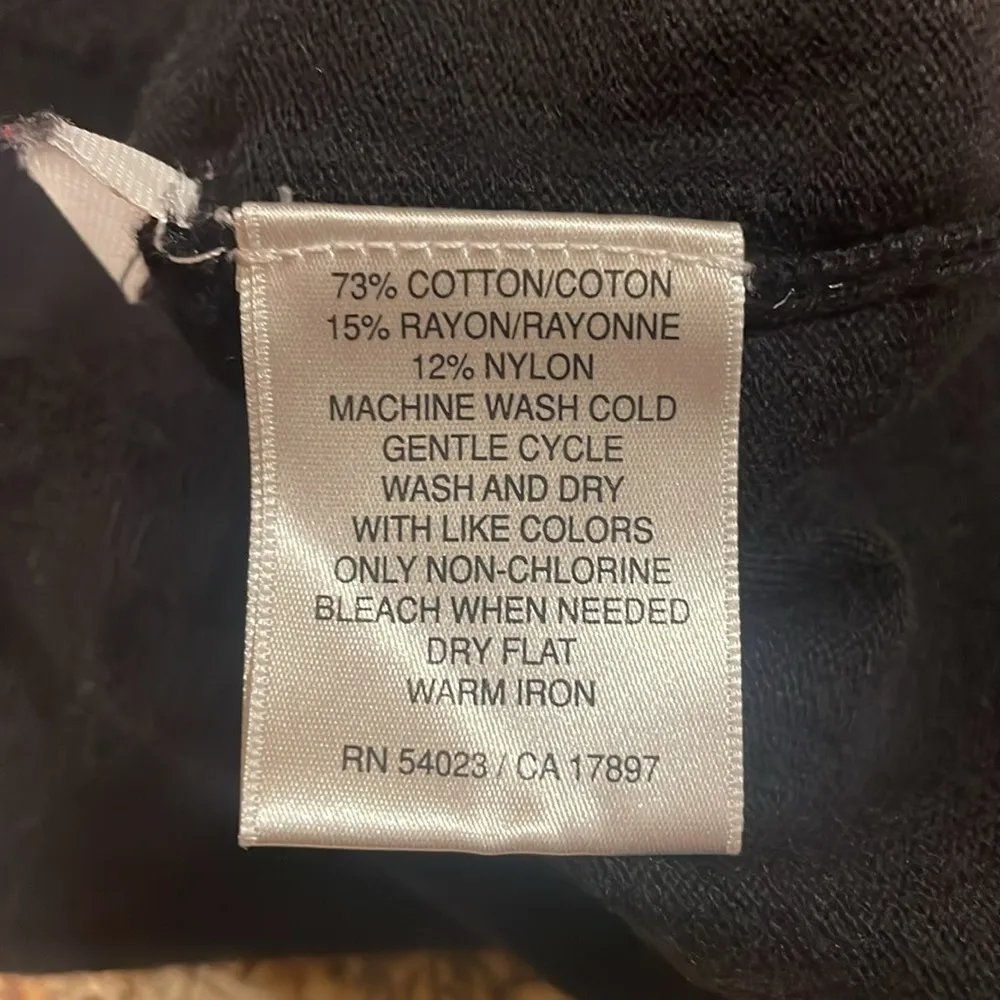 73% COTTON/COTON
15% RAYON/RAYONNE
12% NYLON
MACHINE WASH COLD
GENTLE CYCLE
WASH AND DRY
WITH LIKE COLORS
ONLY NON-CHLORINE
BLEACH WHEN NEEDED
DRY FLAT
WARM IRON
RN 54023 / CA 17897